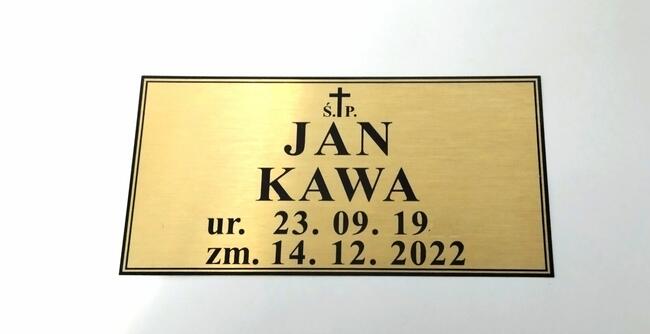 Ś.P.
JAN
KAWA
ur. 23. 09. 19
zm. 14. 12. 2022